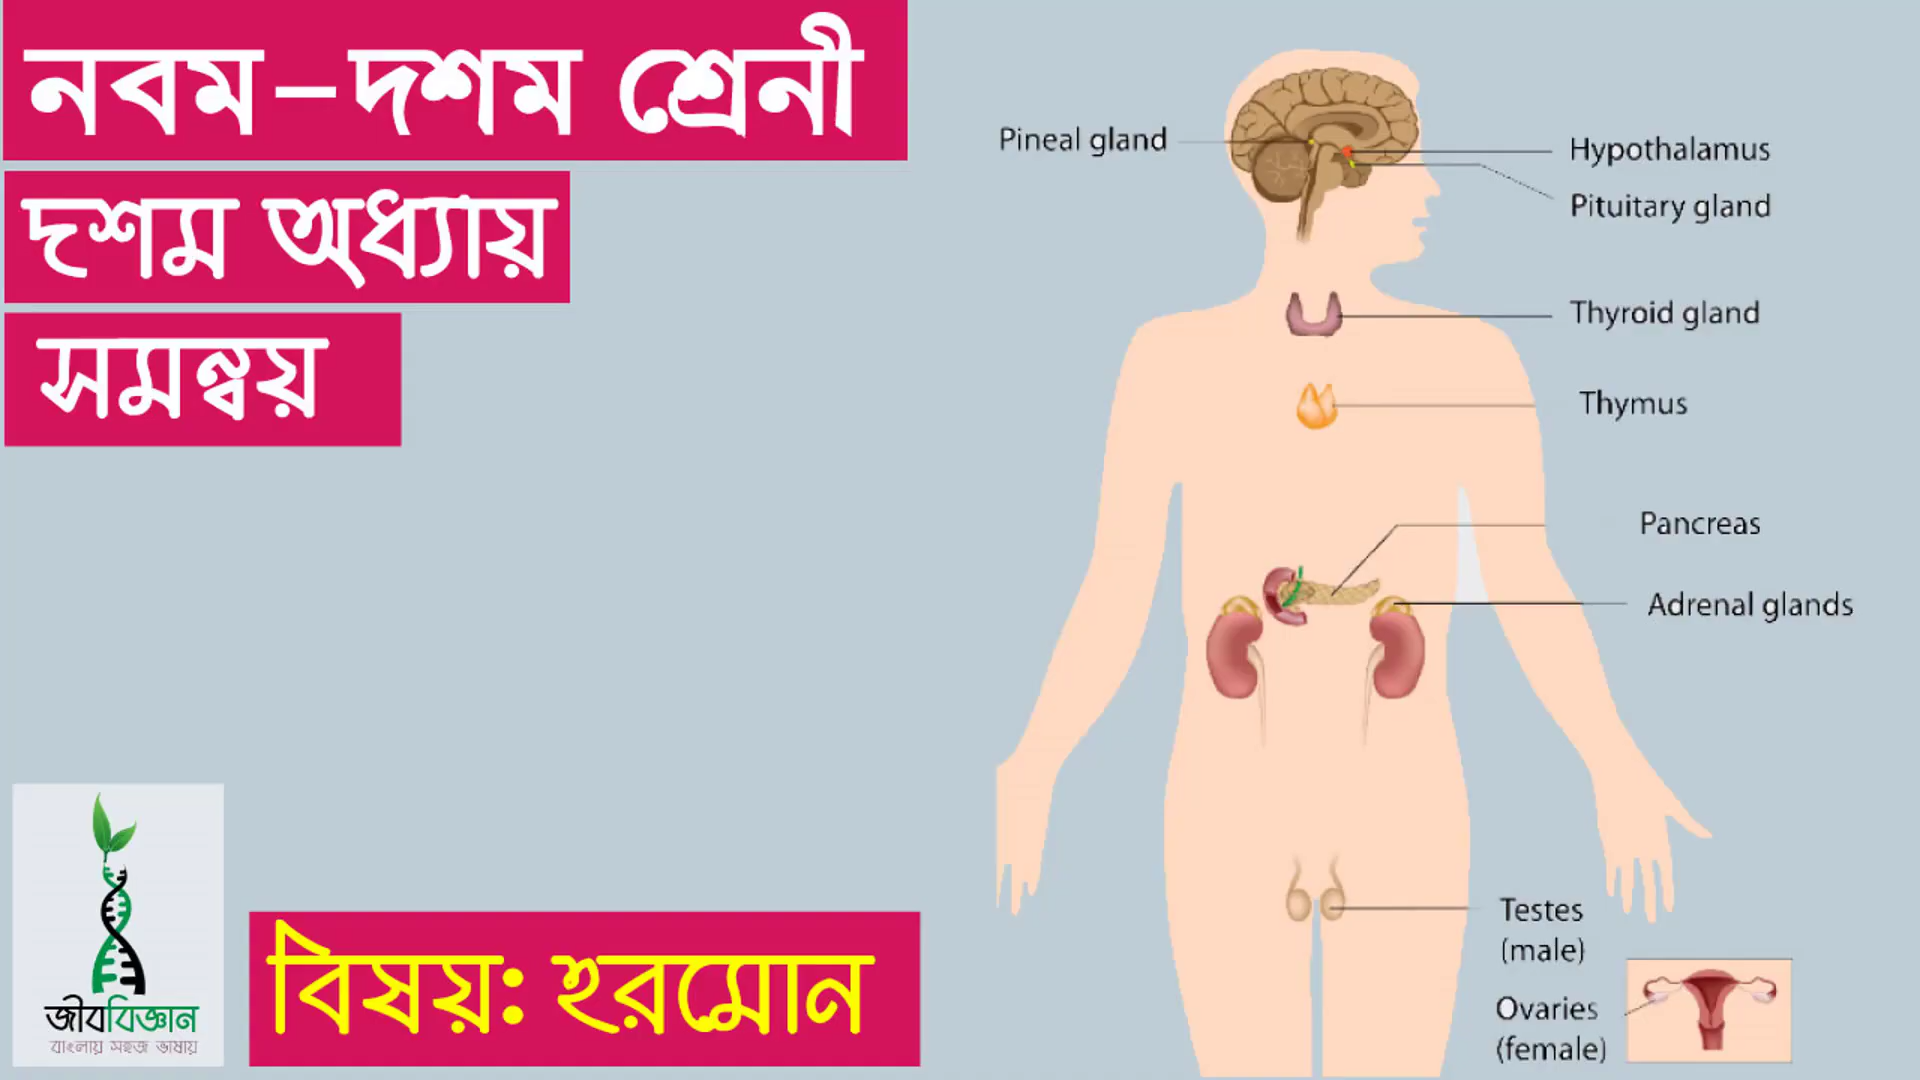 নবম-দশম শ্রেনী
দশম অধ্যায়
সমন্বয়
Pineal gland
Hypothalamus
Pituitary gland
Thyroid gland
Thymus
Pancreas
Adrenal glands
Testes
(male)
Ovaries
(female)
জীববিজ্ঞান
বাংলায় সহজ ভাষায়
বিষয়: হরমোন